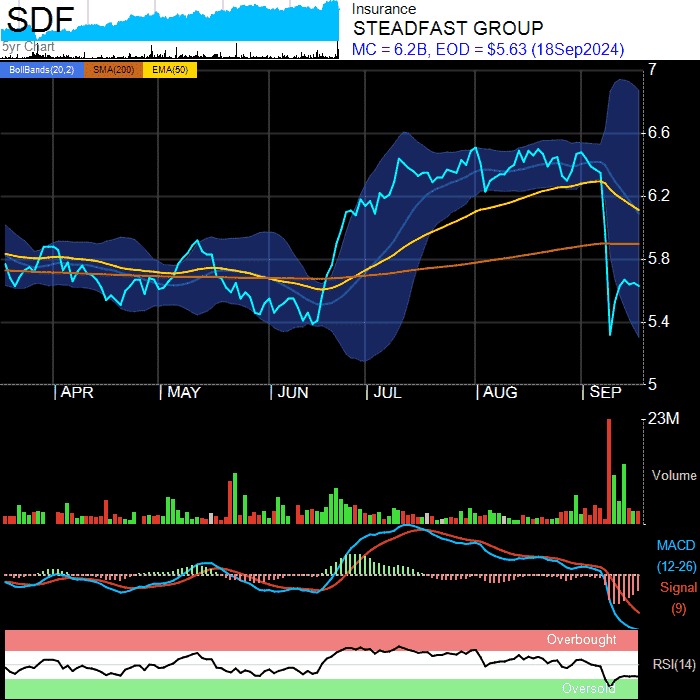 SDF
5yr Chart
Insurance
STEADFAST GROUP
MC = 6.2B, EOD = $5.63 (18Sep2024)
BollBands(20,2) SMA(200) EMA(50)
7
6.6
6.2
5.8
5.4
5
APR MAY JUN JUL AUG SEP
23M
Volume
MACD
(12-26)
Signal
(9)
Overbought
RSI(14)
Oversold